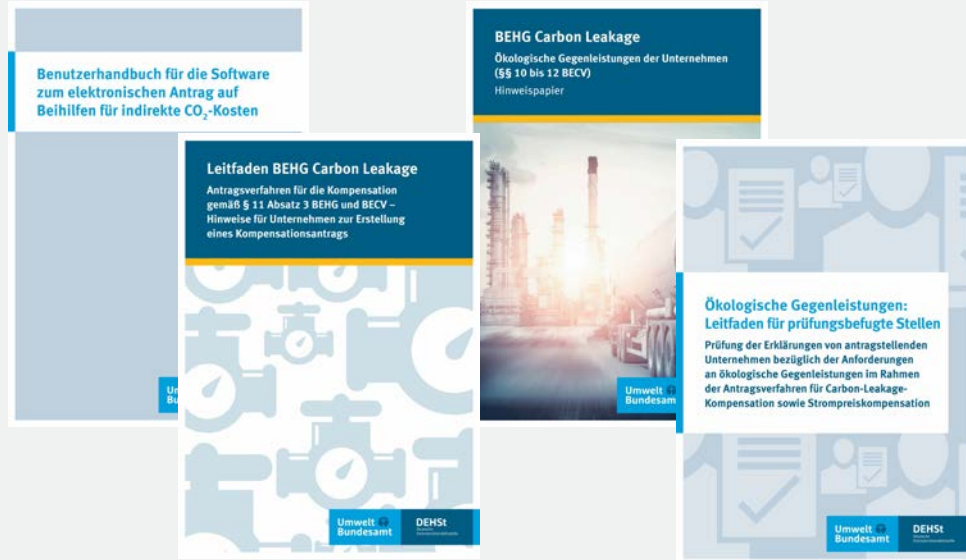 Benutzerhandbuch für die Software
zum elektronischen Antrag auf
Beihilfen für indirekte CO₂-Kosten
BEHG Carbon Leakage
Ökologische Gegenleistungen der Unternehmen
(§§ 10 bis 12 BECV)
Hinweispapier
Leitfaden BEHG Carbon Leakage
Antragsverfahren für die Kompensation
gemäß § 11 Absatz 3 BEHG und BECV –
Hinweise für Unternehmen zur Erstellung
eines Kompensationsantrags
Umwelt
Bundesamt
DEHSt
Umwelt
Bundesam
Ökologische Gegenleistungen:
Leitfaden für prüfungsbefugte Stellen
Prüfung der Erklärungen von antragstellenden
Unternehmen bezüglich der Anforderungen
an ökologische Gegenleistungen im Rahmen
der Antragsverfahren für Carbon-Leakage-
Kompensation sowie Strompreiskompensation
Umwelt
Bundesamt
DEHSt